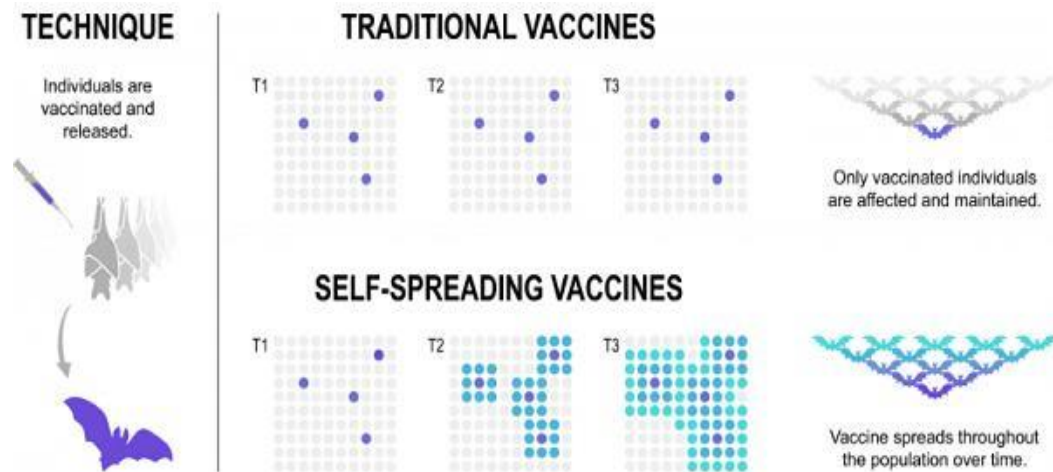 TECHNIQUE
Individuals are
vaccinated and
released.
TRADITIONAL VACCINES
T1
T2
T3
Only vaccinated individuals
are affected and maintained.
SELF-SPREADING VACCINES
T1
T2
T3
Vaccine spreads throughout
the population over time.